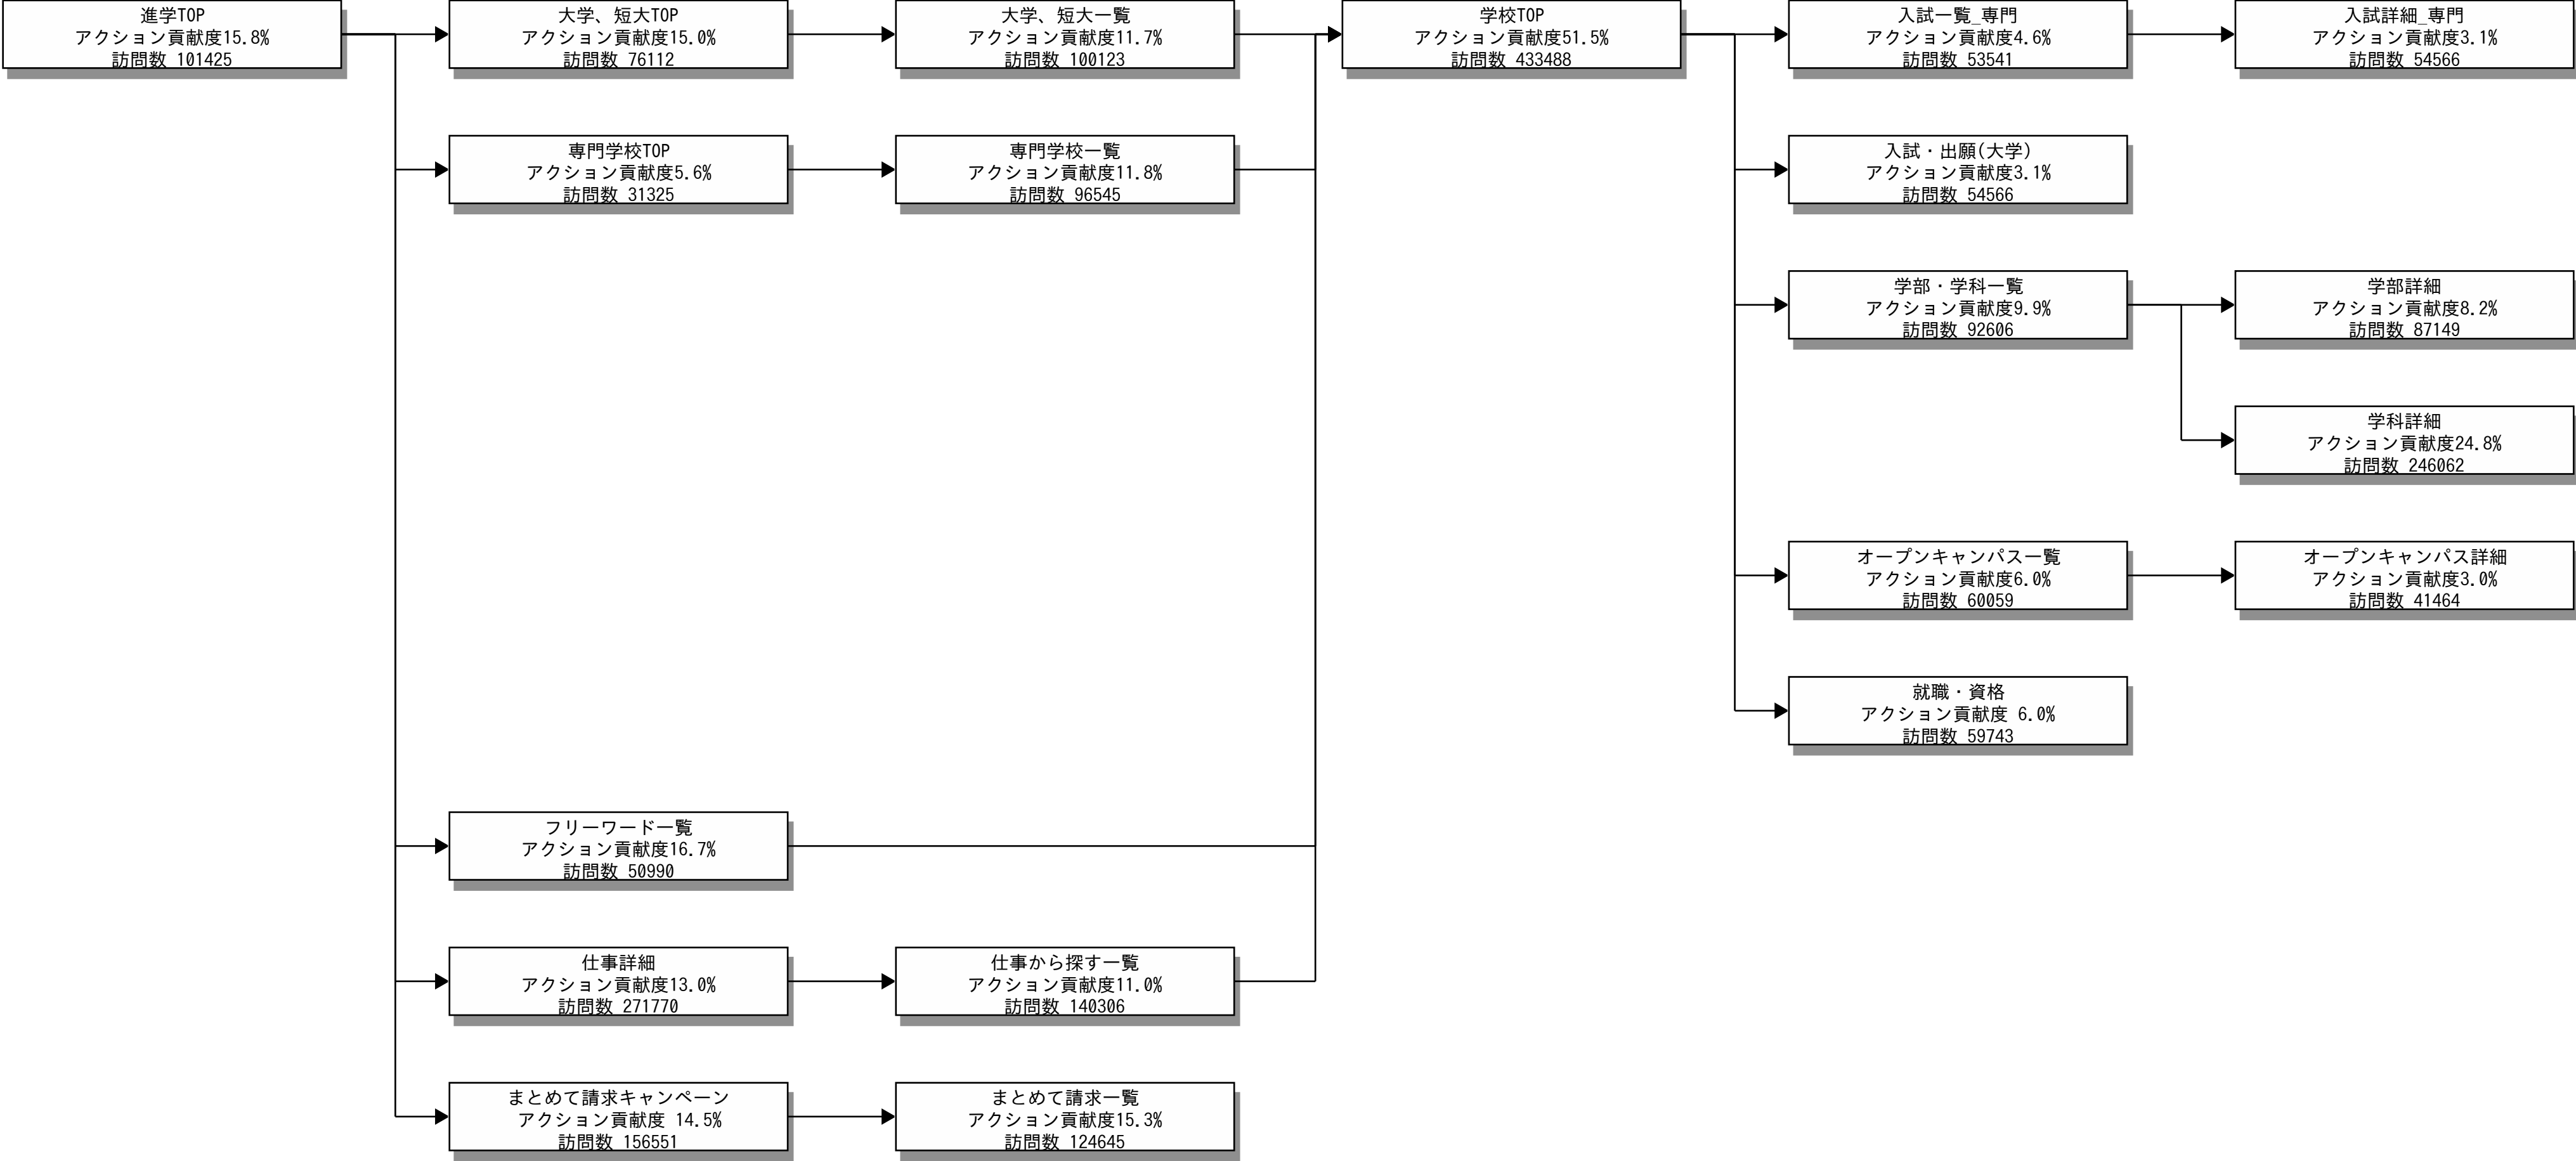 進学TOP
アクション貢献度15.8%
訪問数 101425
大学、短大TOP
アクション貢献度15.0%
訪問数 76112
大学、短大一覧
アクション貢献度11.7%
訪問数 100123
学校TOP
アクション貢献度51.5%
訪問数 433488
入試一覧_専門
アクション貢献度4.6%
訪問数 53541
入試詳細_専門
アクション貢献度3.1%
訪問数 54566
専門学校TOP
アクション貢献度5.6%
訪問数 31325
専門学校一覧
アクション貢献度11.8%
訪問数 96545
入試・出願(大学)
アクション貢献度3.1%
訪問数 54566
学部・学科一覧
アクション貢献度9.9%
訪問数 92606
学部詳細
アクション貢献度8.2%
訪問数 87149
学科詳細
アクション貢献度24.8%
訪問数 246062
オープンキャンパス一覧
アクション貢献度6.0%
訪問数 60059
オープンキャンパス詳細
アクション貢献度3.0%
訪問数 41464
就職・資格
アクション貢献度 6.0%
訪問数 59743
フリーワード一覧
アクション貢献度16.7%
訪問数 50990
仕事詳細
アクション貢献度13.0%
訪問数 271770
仕事から探す一覧
アクション貢献度11.0%
訪問数 140306
まとめて請求キャンペーン
アクション貢献度 14.5%
訪問数 156551
まとめて請求一覧
アクション貢献度15.3%
訪問数 124645